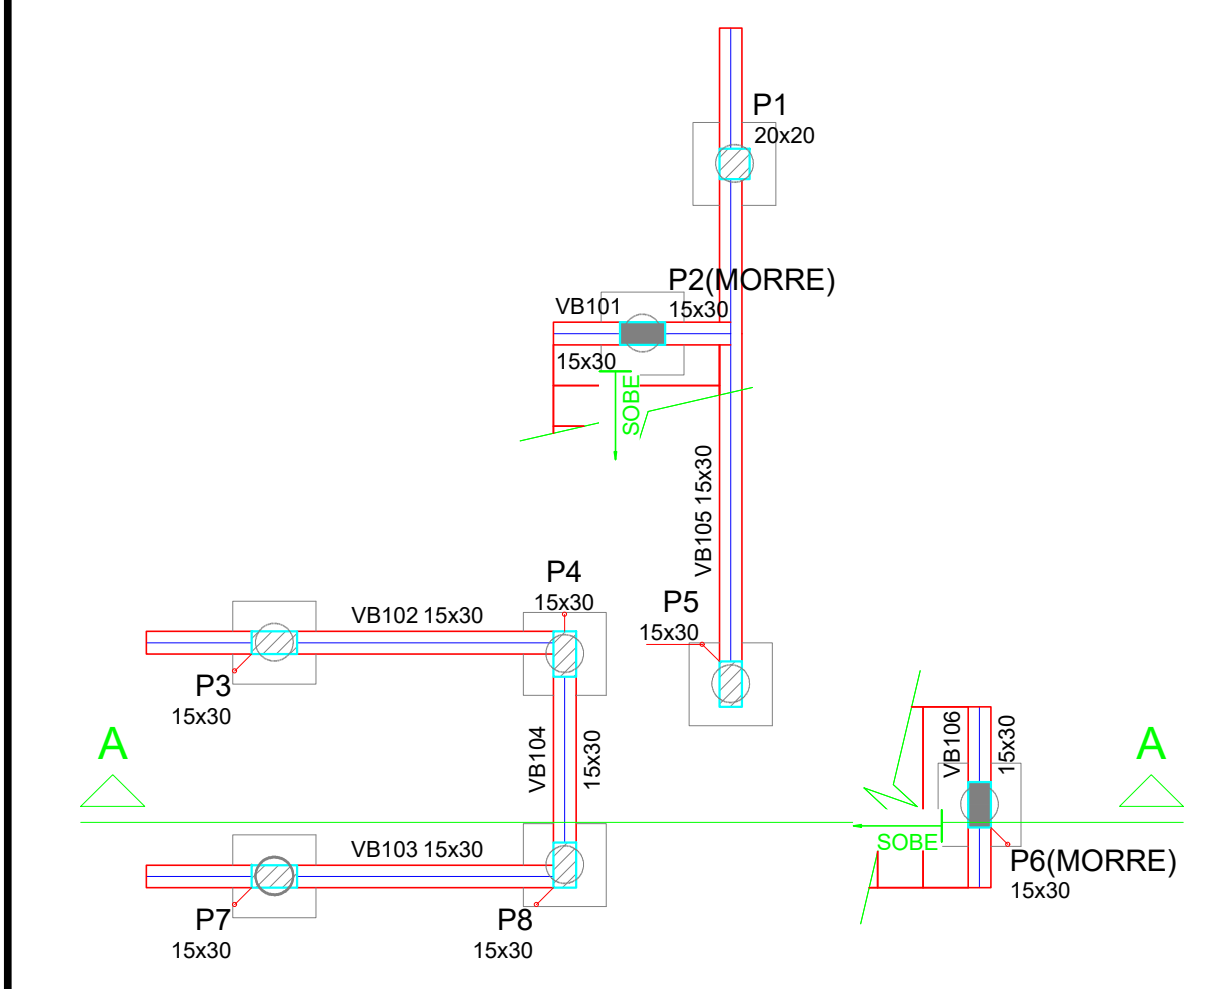 P1
20x20
P2(MORRE)
VB101
15x30
15x30
SOBE
VB105 15x30
P4
15x30
P5
15x30
VB102 15x30
P3
15x30
VB104
15x30
VB106
15x30
A
A
SOBE
VB103 15x30
P6(MORRE)
15x30
P7
15x30
P8
15x30